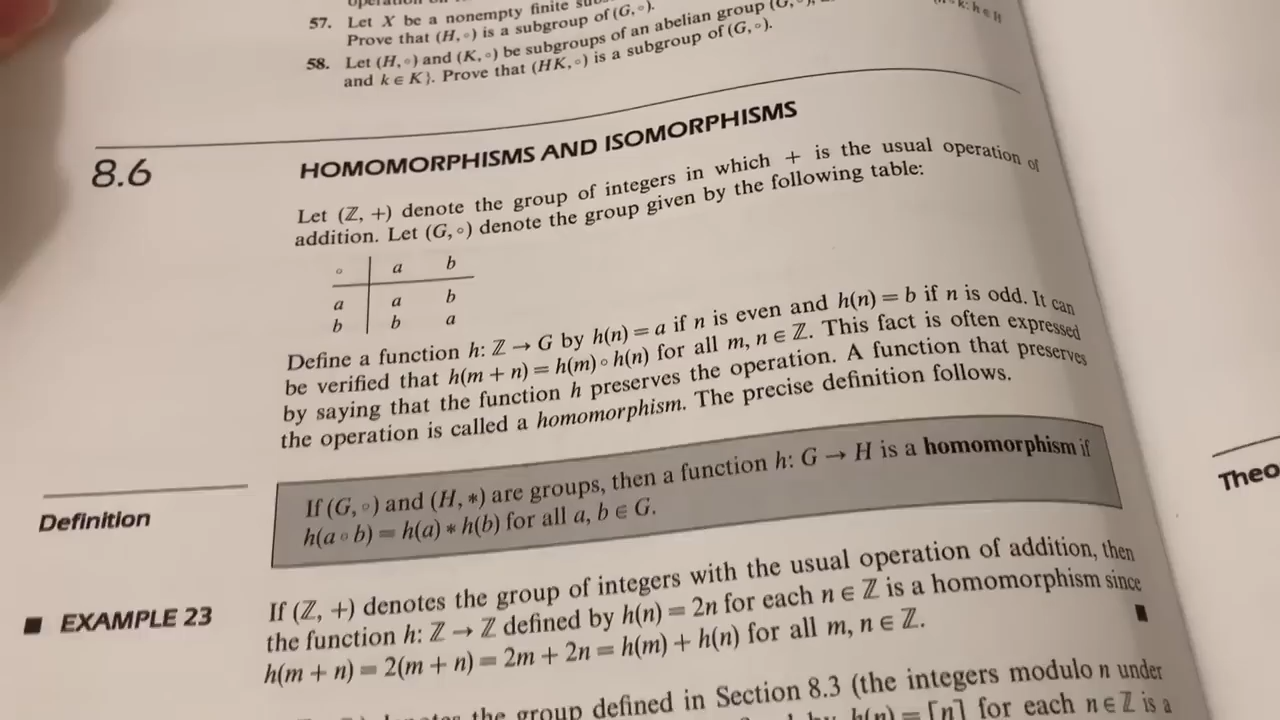 57. Let X be a nonempty finite
Prove that (H, ∘) is a subgroup of (G, ∘).
58. Let (H, ∘) and (K, ∘) be subgroups of an abelian group (G, ∘),
and k ∈ K}. Prove that (HK, ∘) is a subgroup of (G, ∘).
8.6 HOMOMORPHISMS AND ISOMORPHISMS
Let (ℤ, +) denote the group of integers in which + is the usual operation of
addition. Let (G, ∘) denote the group given by the following table:
∘ a b
a a b
b b a
Define a function h: ℤ → G by h(n) = a if n is even and h(n) = b if n is odd. It can
be verified that h(m + n) = h(m) ∘ h(n) for all m, n ∈ ℤ. This fact is often expressed
by saying that the function h preserves the operation. A function that preserves
the operation is called a homomorphism. The precise definition follows.
Definition
If (G, ∘) and (H, *) are groups, then a function h: G → H is a homomorphism if
h(a ∘ b) = h(a) * h(b) for all a, b ∈ G.
■ EXAMPLE 23
If (ℤ, +) denotes the group of integers with the usual operation of addition, then
the function h: ℤ → ℤ defined by h(n) = 2n for each n ∈ ℤ is a homomorphism since
h(m + n) = 2(m + n) = 2m + 2n = h(m) + h(n) for all m, n ∈ ℤ. ■
the group defined in Section 8.3 (the integers modulo n under
h(n) = [n] for each n ∈ ℤ is a
Theo